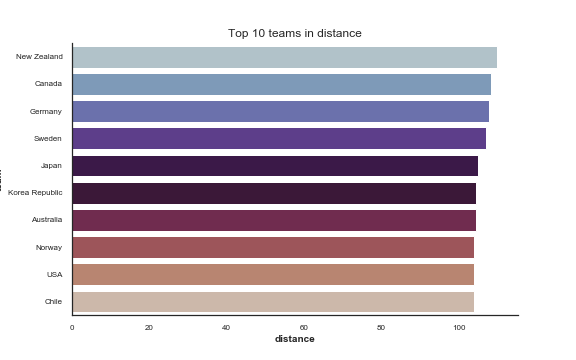 Top 10 teams in distance
New Zealand
Canada
Germany
Sweden
Japan
Korea Republic
Australia
Norway
USA
Chile
0 20 40 60 80 100
distance